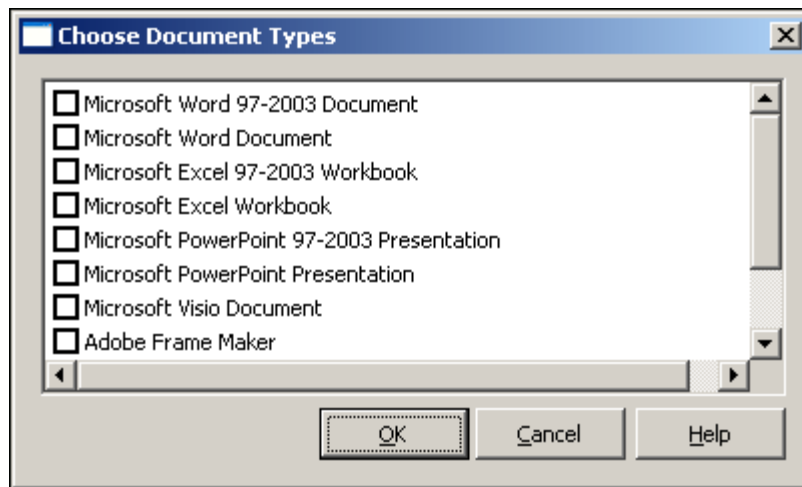 Choose Document Types
Microsoft Word 97-2003 Document
Microsoft Word Document
Microsoft Excel 97-2003 Workbook
Microsoft Excel Workbook
Microsoft PowerPoint 97-2003 Presentation
Microsoft PowerPoint Presentation
Microsoft Visio Document
Adobe Frame Maker
OK Cancel Help